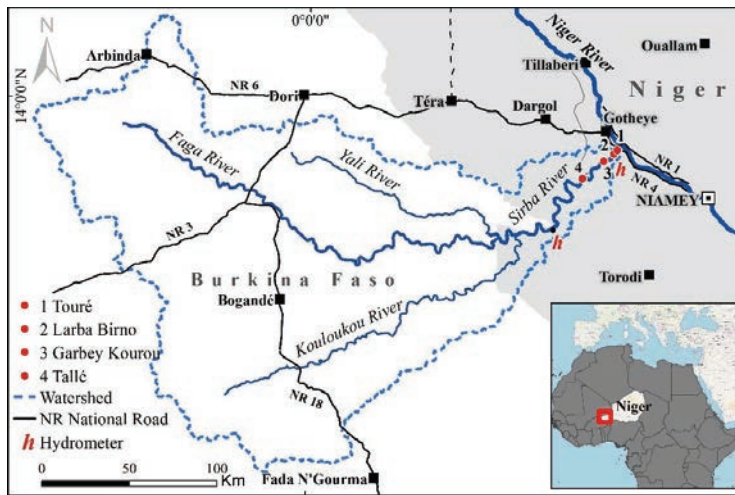 0°0'0"
N
Arbinda
NR 6
Dori
14°0'0"N
Téra
Dargol
Tillaberi
Niger River
Ouallam
Niger
Gotheye
1
2
3
4
h
NR 1
NR 4
NIAMEY
Faga River
Yali River
Sirba River
h
NR 3
Burkina Faso
Torodi
Bogandé
Kouloukou River
NR 18
Fada N'Gourma
1 Touré
2 Larba Birno
3 Garbey Kourou
4 Tallé
Watershed
NR National Road
h Hydrometer
0 50 100
Km
Niger